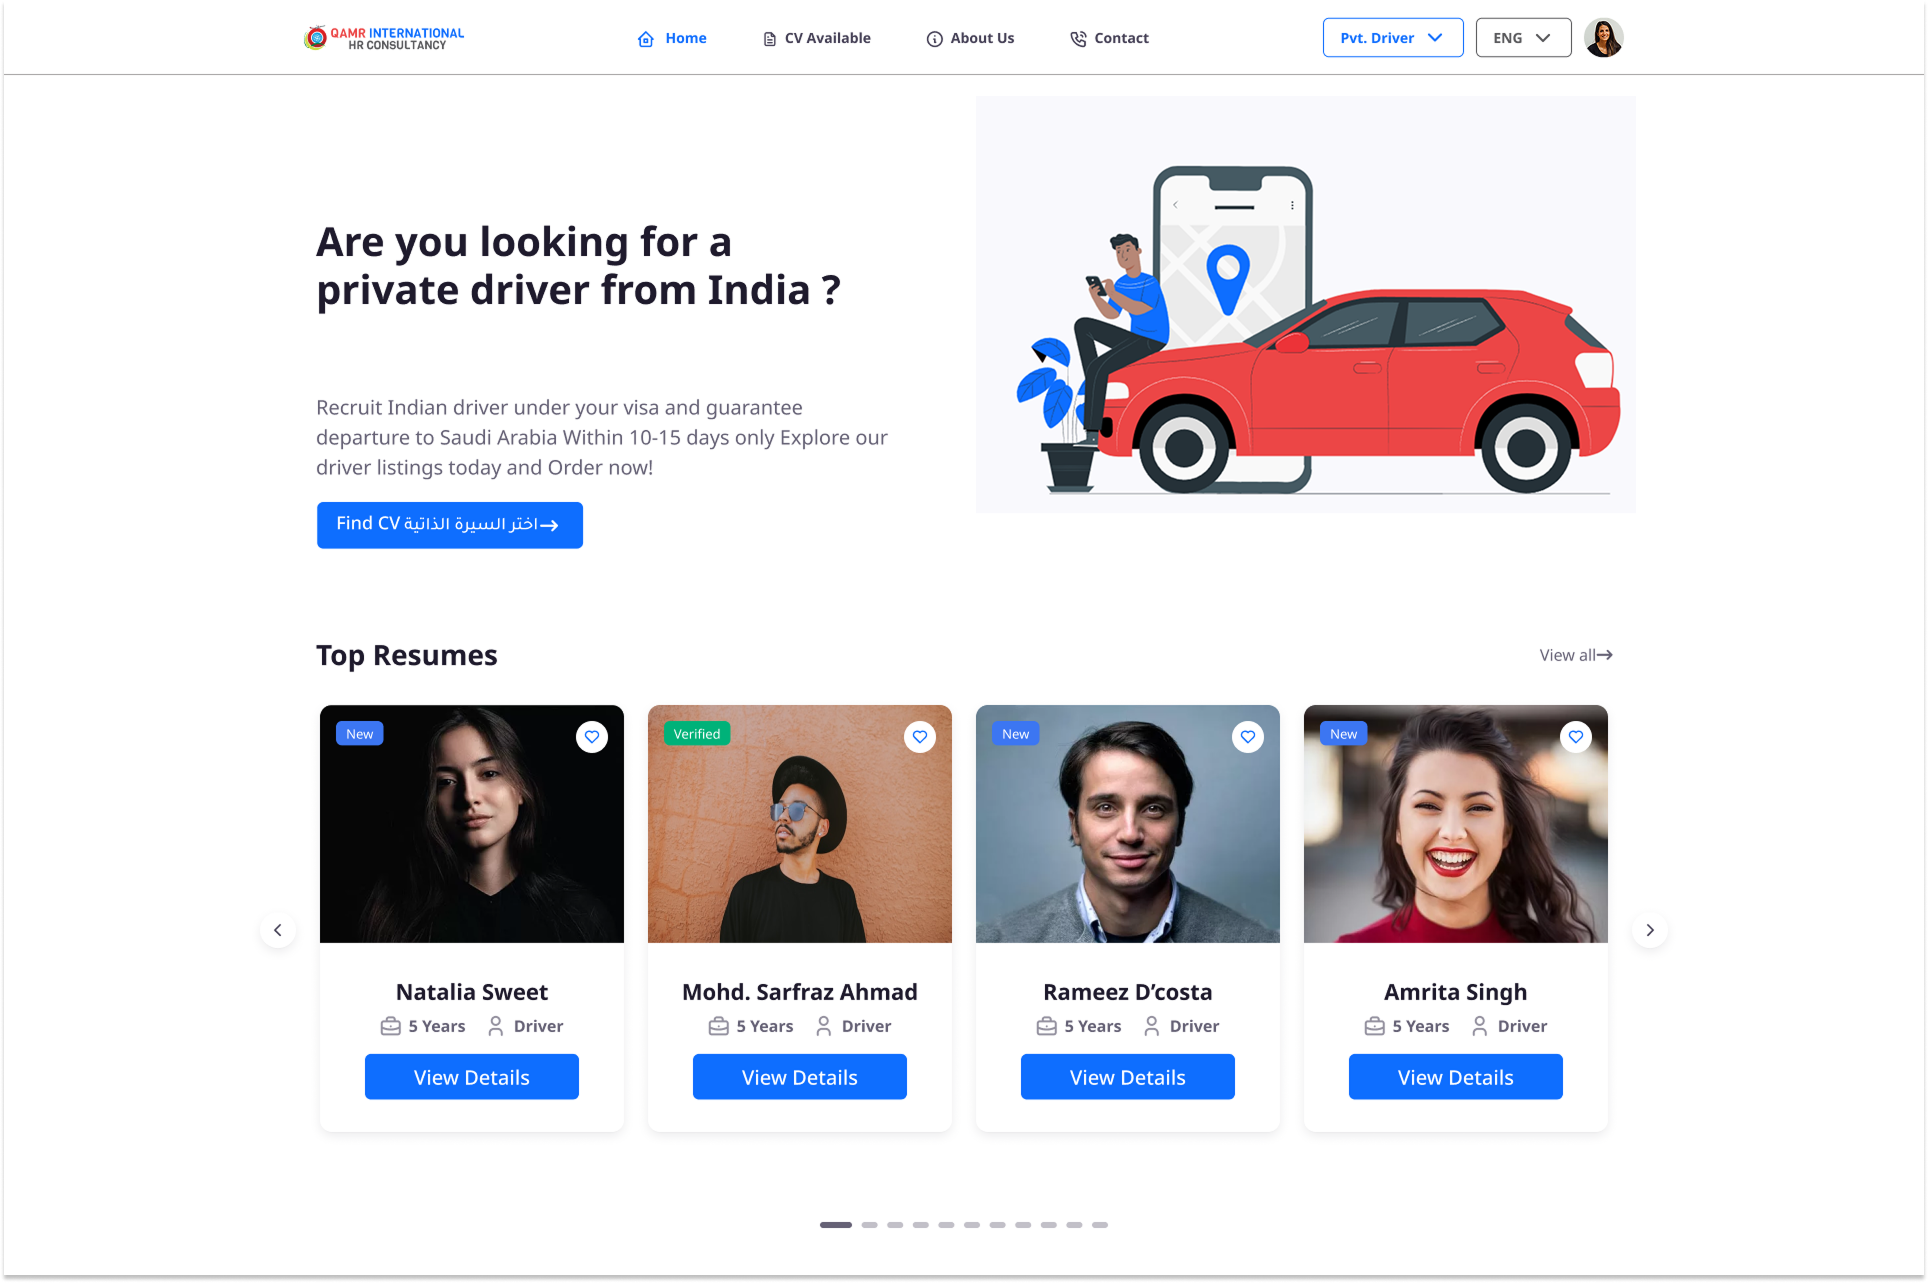 QAMR INTERNATIONAL
HR CONSULTANCY
Home
CV Available
About Us
Contact
Pvt. Driver
ENG
Are you looking for a
private driver from India ?
Recruit Indian driver under your visa and guarantee
departure to Saudi Arabia Within 10-15 days only Explore our
driver listings today and Order now!
Find CV اختر السيرة الذاتية
Top Resumes
View all
New
Verified
New
New
Natalia Sweet
5 Years
Driver
View Details
Mohd. Sarfraz Ahmad
5 Years
Driver
View Details
Rameez D’costa
5 Years
Driver
View Details
Amrita Singh
5 Years
Driver
View Details